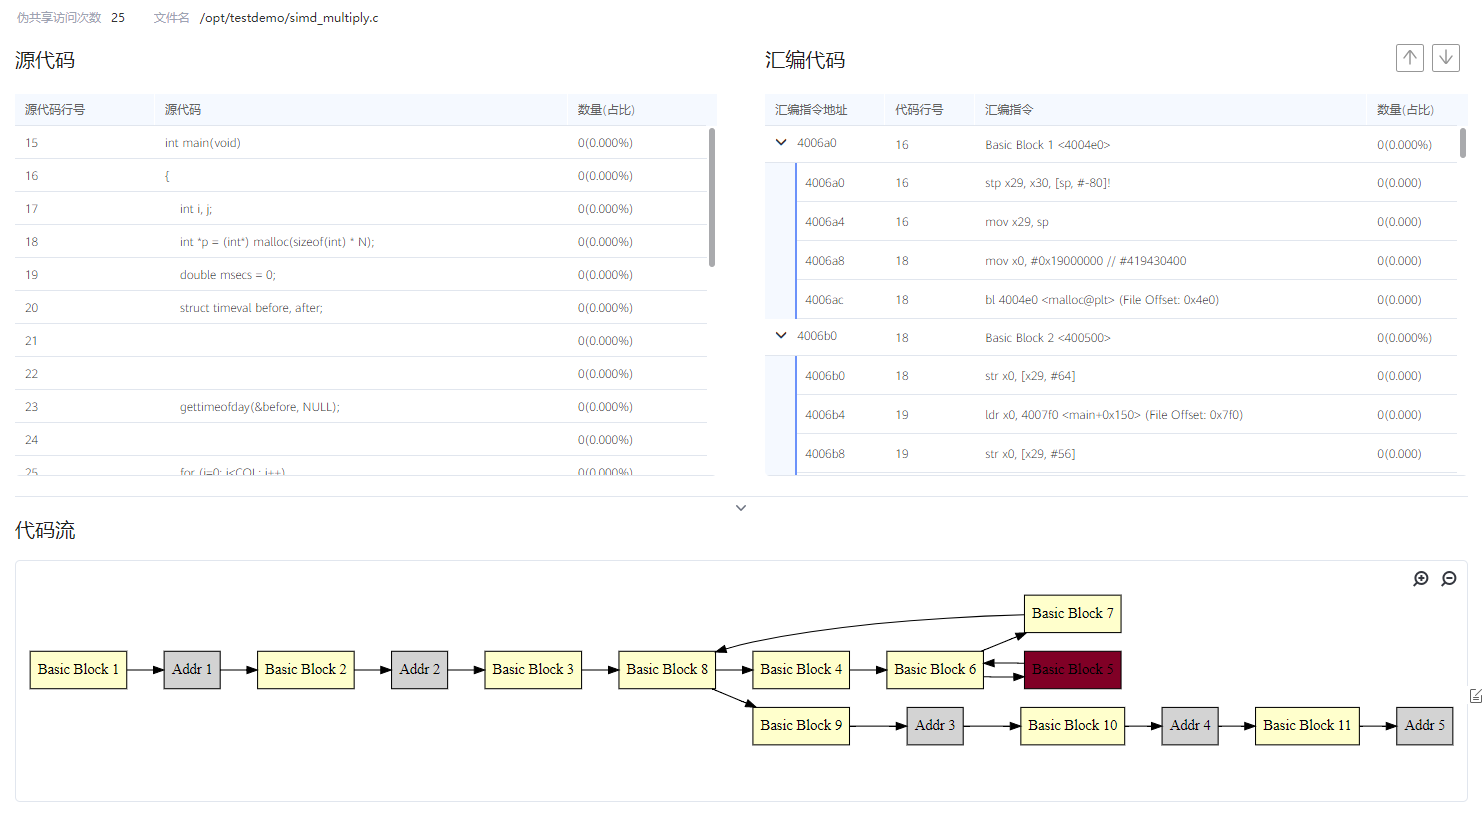 伪共享访问次数 25 文件名 /opt/testdemo/simd_multiply.c
源代码
源代码行号 源代码 数量(占比)
15 int main(void) 0(0.000%)
16 { 0(0.000%)
17 int i, j; 0(0.000%)
18 int *p = (int*) malloc(sizeof(int) * N); 0(0.000%)
19 double msecs = 0; 0(0.000%)
20 struct timeval before, after; 0(0.000%)
21 0(0.000%)
22 0(0.000%)
23 gettimeofday(&before, NULL); 0(0.000%)
24 0(0.000%)
25 for (i=0; i<COL; i++) 0(0.000%)
汇编代码
汇编指令地址 代码行号 汇编指令 数量(占比)
4006a0 16 Basic Block 1 <4004e0> 0(0.000%)
4006a0 16 stp x29, x30, [sp, #-80]! 0(0.000)
4006a4 16 mov x29, sp 0(0.000)
4006a8 18 mov x0, #0x19000000 // #419430400 0(0.000)
4006ac 18 bl 4004e0 <malloc@plt> (File Offset: 0x4e0) 0(0.000)
4006b0 18 Basic Block 2 <400500> 0(0.000%)
4006b0 18 str x0, [x29, #64] 0(0.000)
4006b4 19 ldr x0, 4007f0 <main+0x150> (File Offset: 0x7f0) 0(0.000)
4006b8 19 str x0, [x29, #56] 0(0.000)
代码流
Basic Block 7
Basic Block 1 Addr 1 Basic Block 2 Addr 2 Basic Block 3 Basic Block 8 Basic Block 4 Basic Block 6 Basic Block 5
Basic Block 9 Addr 3 Basic Block 10 Addr 4 Basic Block 11 Addr 5